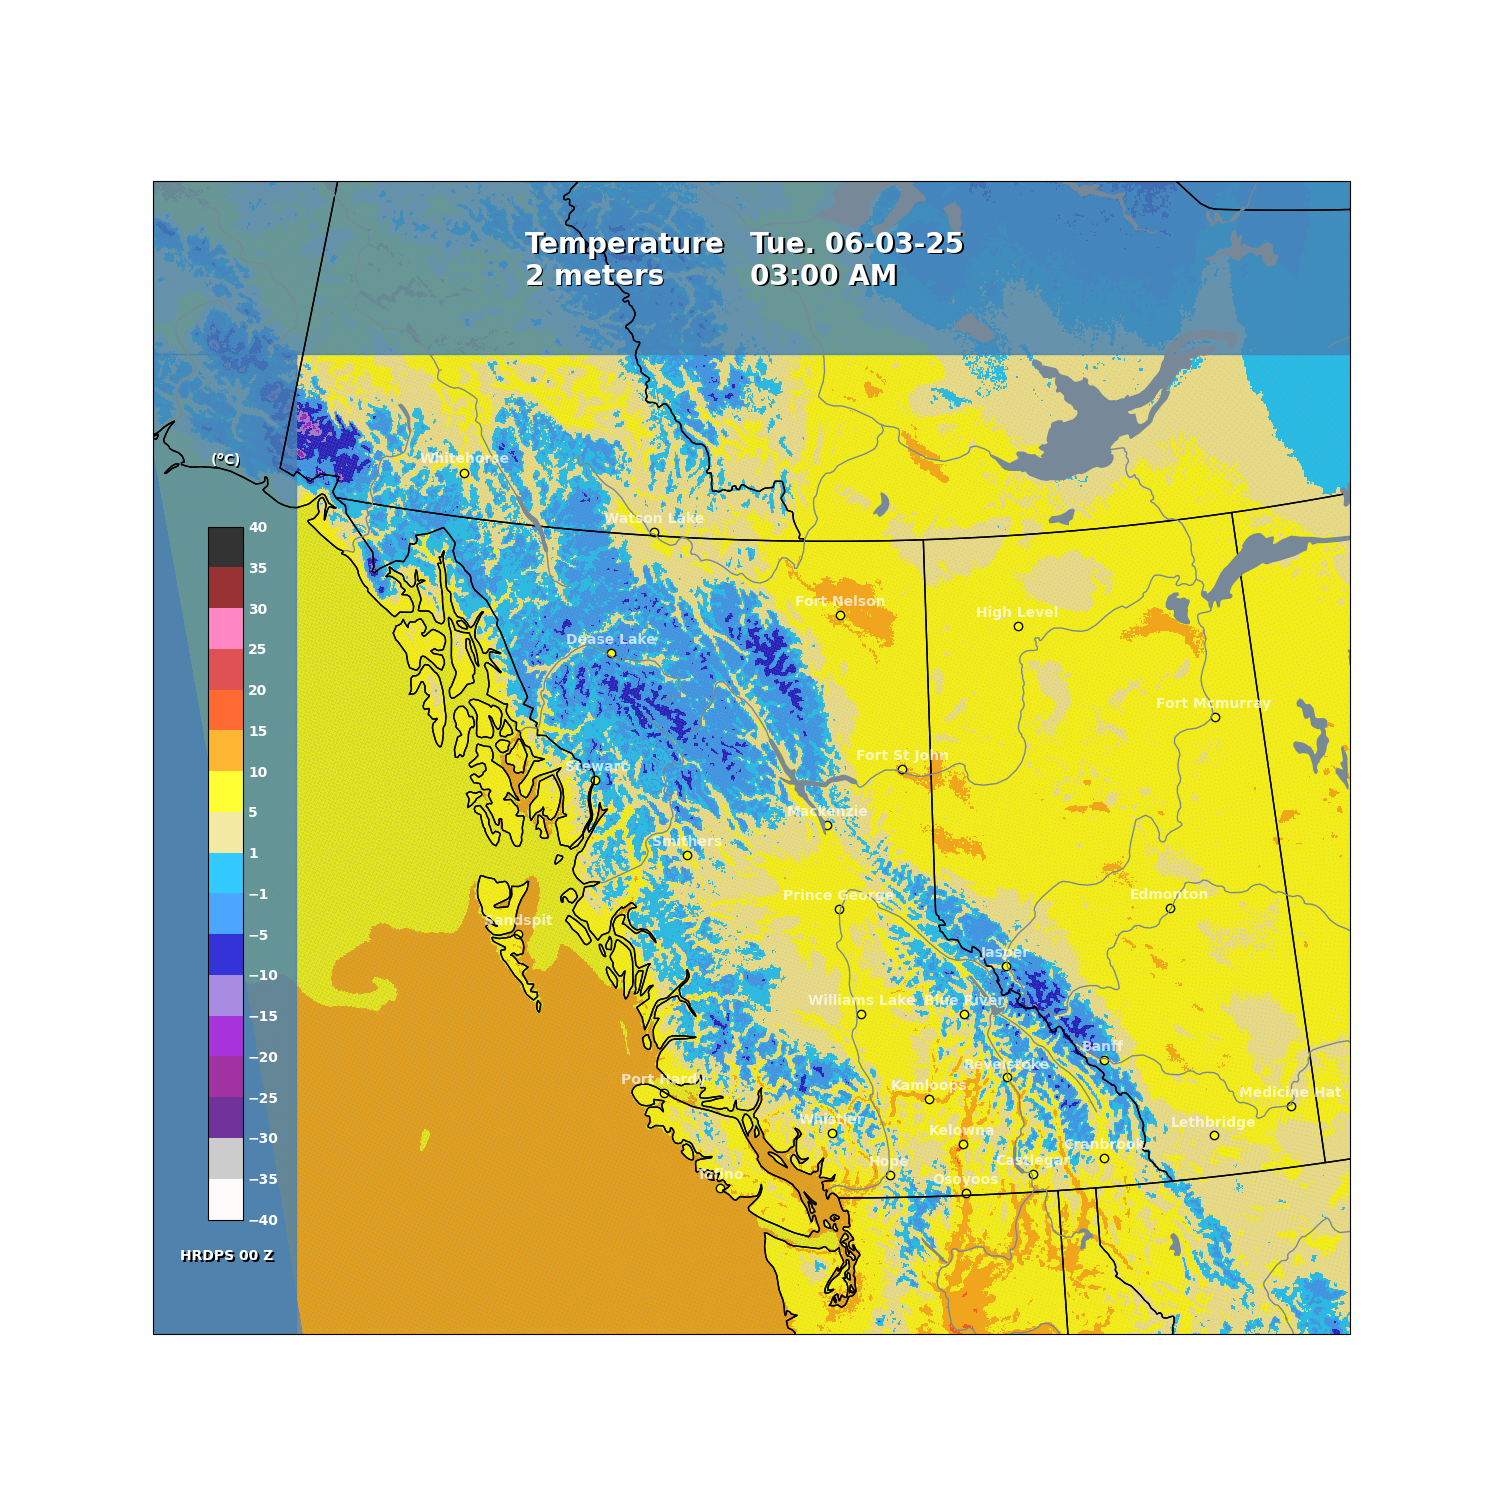 Temperature Tue. 06-03-25
2 meters 03:00 AM
(°C)
Whitehorse
Watson Lake
40
35
30
25
20
15
10
5
1
−1
−5
−10
−15
−20
−25
−30
−35
−40
Fort Nelson
High Level
Dease Lake
Fort Mcmurray
Fort St John
Stewart
Mackenzie
Smithers
Prince George
Edmonton
Sandspit
Jasper
Williams Lake
Blue River
Banff
Revelstoke
Port Hardy
Kamloops
Medicine Hat
Whistler
Kelowna
Lethbridge
Cranbrook
Hope
Castlegar
Tofino
Osoyoos
HRDPS 00 Z